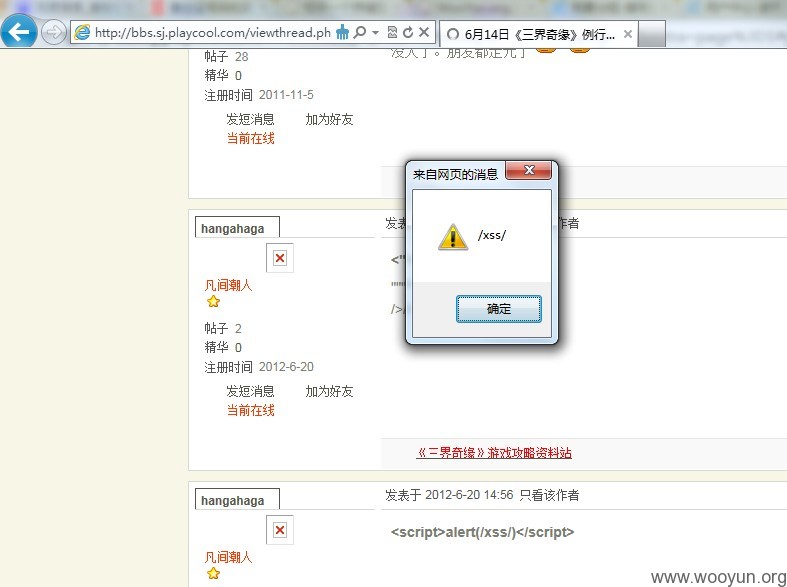 http://bbs.sj.playcool.com/viewthread.ph
6月14日《三界奇缘》例行...
没人了。朋友都走光了
帖子 28
精华 0
注册时间 2011-11-5
发短消息 加为好友
当前在线
来自网页的消息
/xss/
确定
hangahaga
发表
作者
<"
凡间潮人
帖子 2
精华 0
注册时间 2012-6-20
发短消息 加为好友
当前在线
《三界奇缘》游戏攻略资料站
hangahaga
发表于 2012-6-20 14:56 只看该作者
<script>alert(/xss/)</script>
凡间潮人
www.wooyun.org